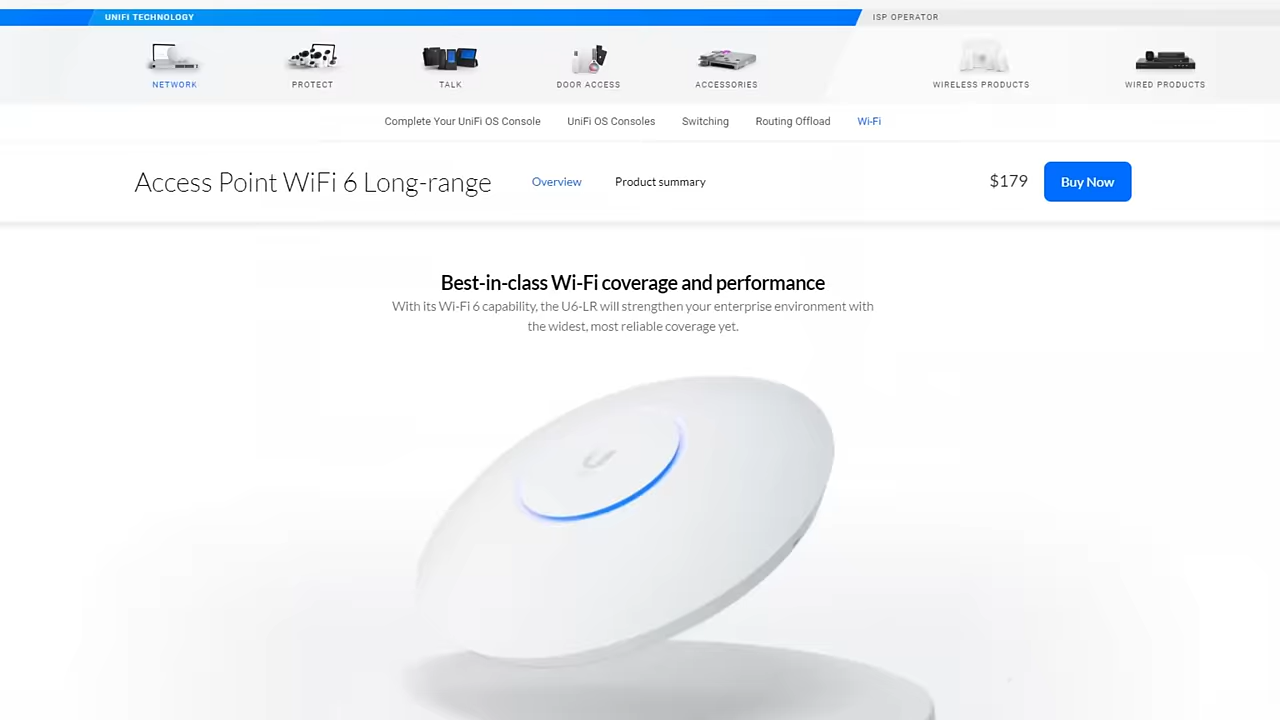 UNIFI TECHNOLOGY
ISP OPERATOR
NETWORK
PROTECT
TALK
DOOR ACCESS
ACCESSORIES
WIRELESS PRODUCTS
WIRED PRODUCTS
Complete Your UniFi OS Console
UniFi OS Consoles
Switching
Routing Offload
Wi-Fi
Access Point WiFi 6 Long-range
Overview
Product summary
$179
Buy Now
Best-in-class Wi-Fi coverage and performance
With its Wi-Fi 6 capability, the U6-LR will strengthen your enterprise environment with
the widest, most reliable coverage yet.